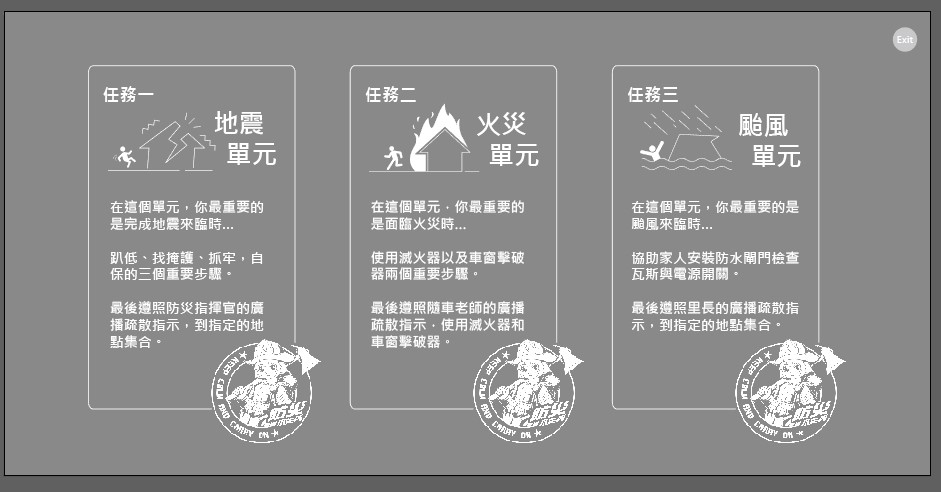 Exit
任務一
地震
單元
在這個單元，你最重要的
是完成地震來臨時...
趴低、找掩護、抓牢，自
保的三個重要步驟。
最後遵照防災指揮官的廣
播疏散指示，到指定的地
點集合。
KEEP CALM AND CARRY ON
防災
任務二
火災
單元
在這個單元，你最重要的
是面臨火災時...
使用滅火器以及車窗擊破
器兩個重要步驟。
最後遵照隨車老師的廣播
疏散指示，使用滅火器和
車窗擊破器。
KEEP CALM AND CARRY ON
防災
任務三
颱風
單元
在這個單元，你最重要的是
颱風來臨時...
協助家人安裝防水閘門檢查
瓦斯與電源開關。
最後遵照里長的廣播疏散指
示，到指定的地點集合。
KEEP CALM AND CARRY ON
防災